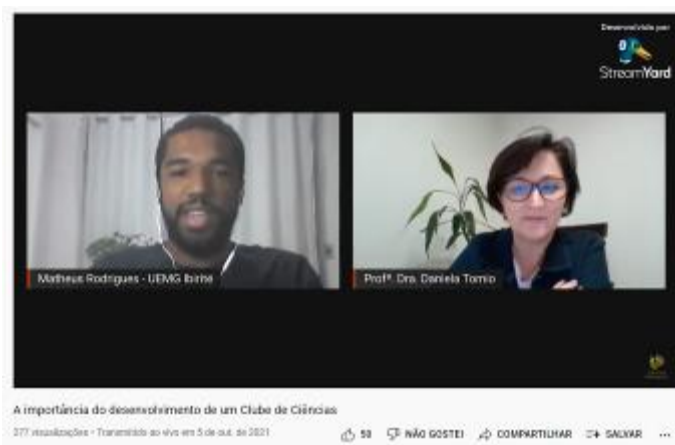 Desenvolvido por
StreamYard
Matheus Rodrigues - UEMG Ibirité
Profª. Dra. Daniela Tomio
A importância do desenvolvimento de um Clube de Ciências
277 visualizações • Transmitido ao vivo em 5 de out. de 2021
50 NÃO GOSTEI COMPARTILHAR SALVAR ...